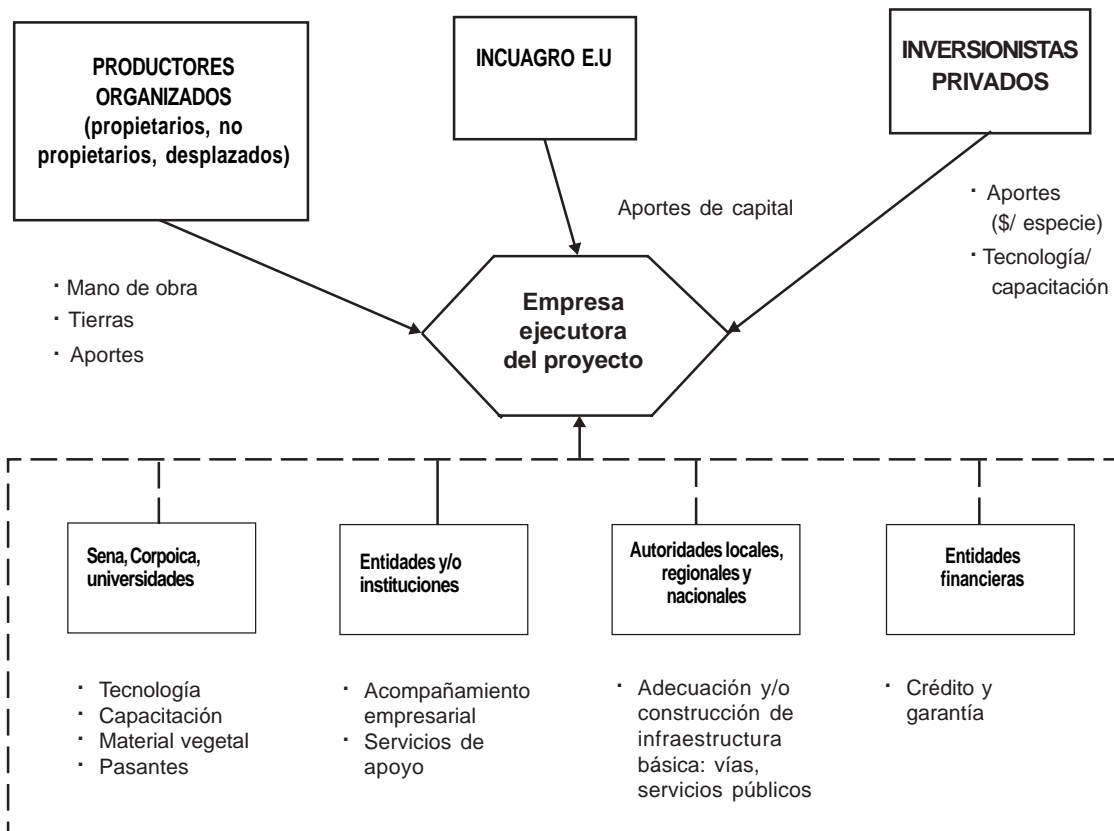 PRODUCTORES
ORGANIZADOS
(propietarios, no
propietarios, desplazados)
INCUAGRO E.U
INVERSIONISTAS
PRIVADOS
· Mano de obra
· Tierras
· Aportes
Aportes de capital
· Aportes
($/ especie)
· Tecnología/
capacitación
Empresa
ejecutora
del proyecto
Sena, Corpoica,
universidades
· Tecnología
· Capacitación
· Material vegetal
· Pasantes
Entidades y/o
instituciones
· Acompañamiento
empresarial
· Servicios de
apoyo
Autoridades locales,
regionales y
nacionales
· Adecuación y/o
construcción de
infraestructura
básica: vías,
servicios públicos
Entidades
financieras
· Crédito y
garantía